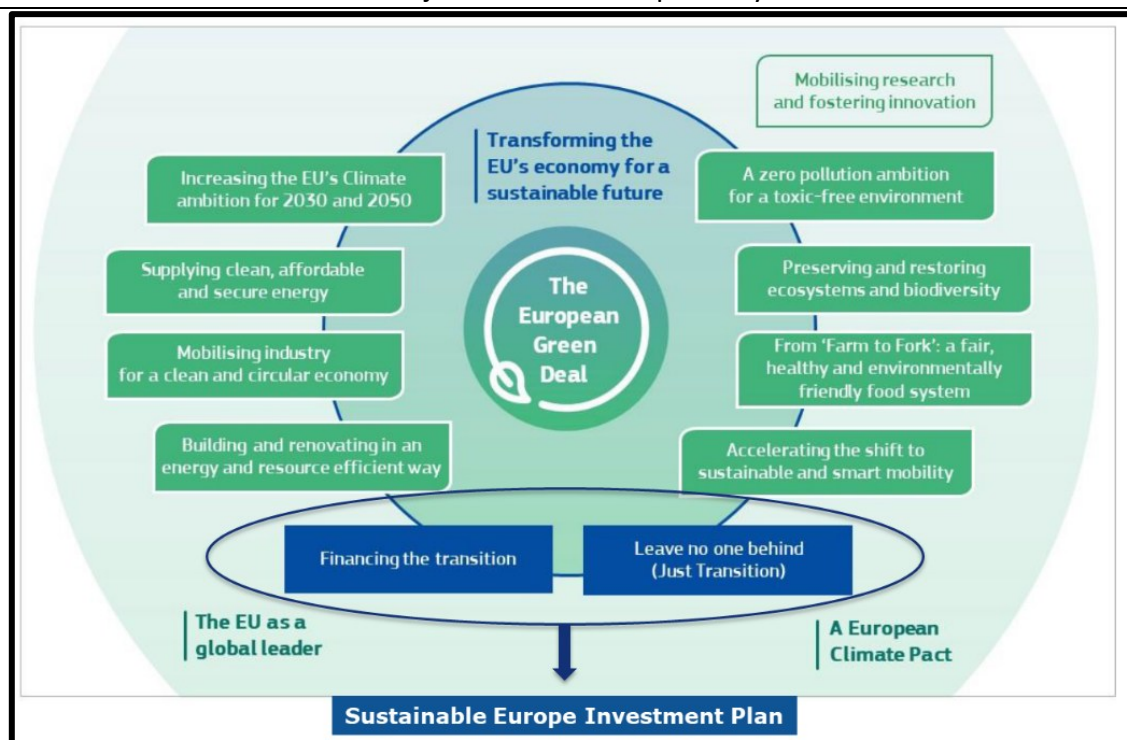 Mobilising research
and fostering innovation
Transforming the
EU's economy for a
sustainable future
Increasing the EU's Climate
ambition for 2030 and 2050
A zero pollution ambition
for a toxic-free environment
Supplying clean, affordable
and secure energy
Preserving and restoring
ecosystems and biodiversity
The
European
Green
Deal
Mobilising industry
for a clean and circular economy
From 'Farm to Fork': a fair,
healthy and environmentally
friendly food system
Building and renovating in an
energy and resource efficient way
Accelerating the shift to
sustainable and smart mobility
Financing the transition
Leave no one behind
(Just Transition)
The EU as a
global leader
A European
Climate Pact
Sustainable Europe Investment Plan